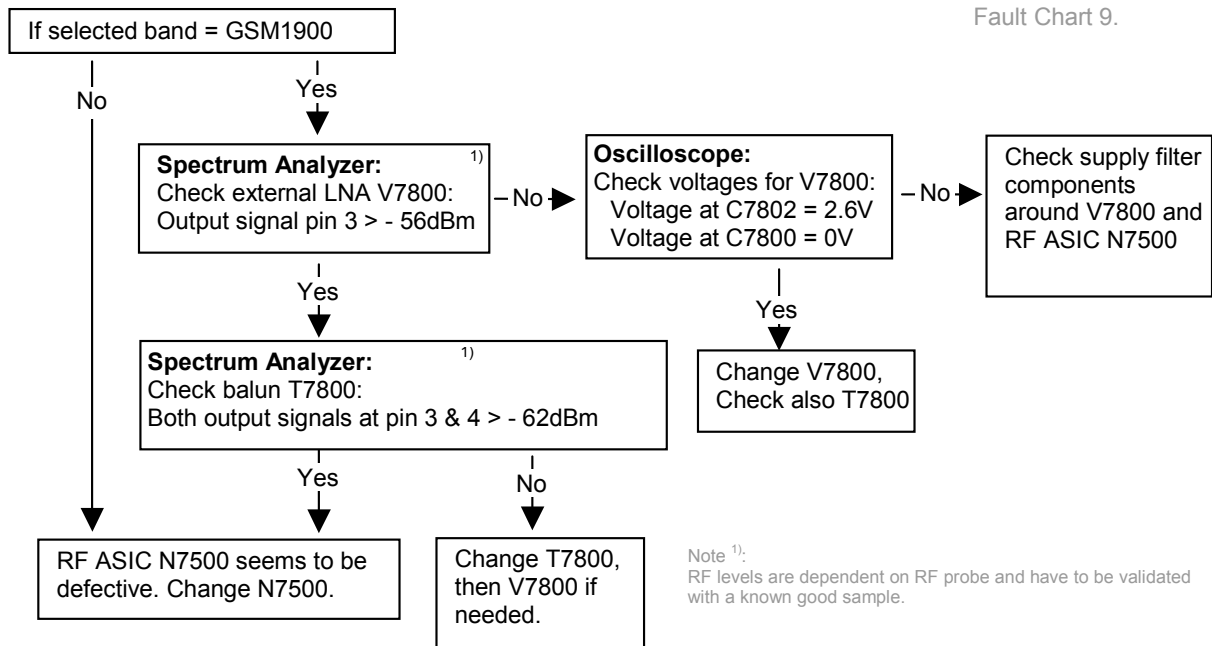 Fault Chart 9.
If selected band = GSM1900
No
Yes
Spectrum Analyzer: 1)
Check external LNA V7800:
Output signal pin 3 > - 56dBm
No
Oscilloscope:
Check voltages for V7800:
Voltage at C7802 = 2.6V
Voltage at C7800 = 0V
No
Check supply filter
components
around V7800 and
RF ASIC N7500
Yes
Yes
Change V7800,
Check also T7800
Spectrum Analyzer: 1)
Check balun T7800:
Both output signals at pin 3 & 4 > - 62dBm
Yes
No
RF ASIC N7500 seems to be
defective. Change N7500.
Change T7800,
then V7800 if
needed.
Note 1):
RF levels are dependent on RF probe and have to be validated
with a known good sample.